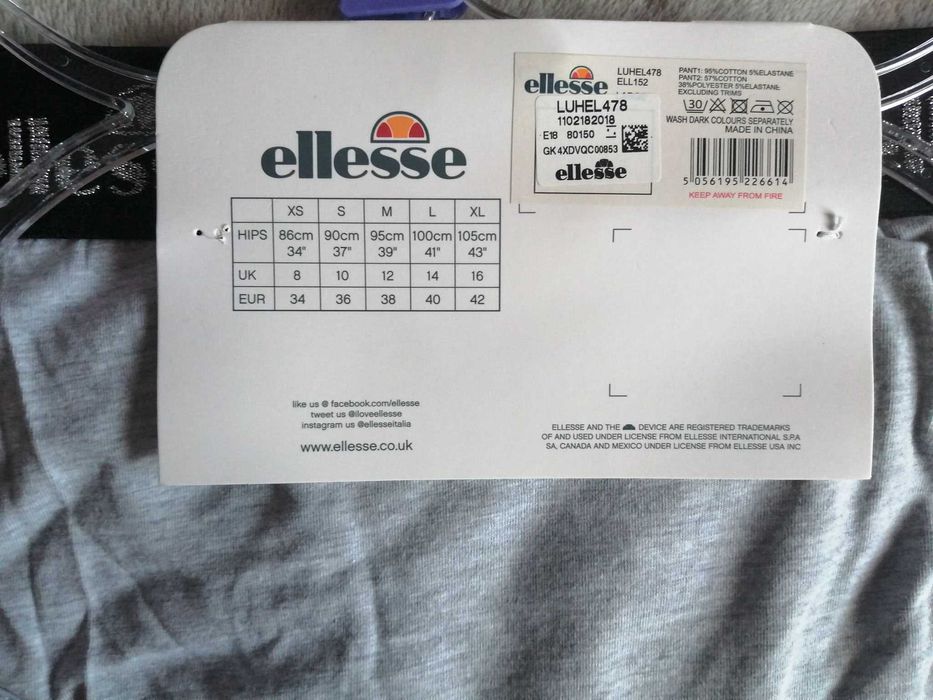 ellesse
XS S M L XL
HIPS 86cm 90cm 95cm 100cm 105cm
34" 37" 39" 41" 43"
UK 8 10 12 14 16
EUR 34 36 38 40 42
like us @ facebook.com/ellesse
tweet us @iloveellesse
instagram us @ellesseitalia
www.ellesse.co.uk
ellesse
LUHEL478
ELL152
LUHEL478
1102182018
E18 80150
GK4XDVQC00853
ellesse
PANT1: 95%COTTON 5%ELASTANE
PANT2: 57%COTTON
38%POLYESTER 5%ELASTANE
EXCLUDING TRIMS
30
WASH DARK COLOURS SEPARATELY
MADE IN CHINA
5 056195 226614
KEEP AWAY FROM FIRE
ELLESSE AND THE DEVICE ARE REGISTERED TRADEMARKS
OF AND USED UNDER LICENSE FROM ELLESSE INTERNATIONAL S.P.A
SA, CANADA AND MEXICO UNDER LICENSE FROM ELLESSE USA INC